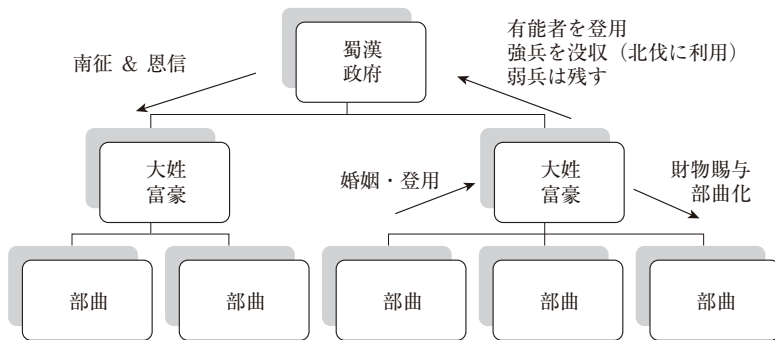 蜀漢
政府
南征 & 恩信
有能者を登用
強兵を没収（北伐に利用）
弱兵は残す
大姓
富豪
婚姻・登用
大姓
富豪
財物賜与
部曲化
部曲
部曲
部曲
部曲
部曲